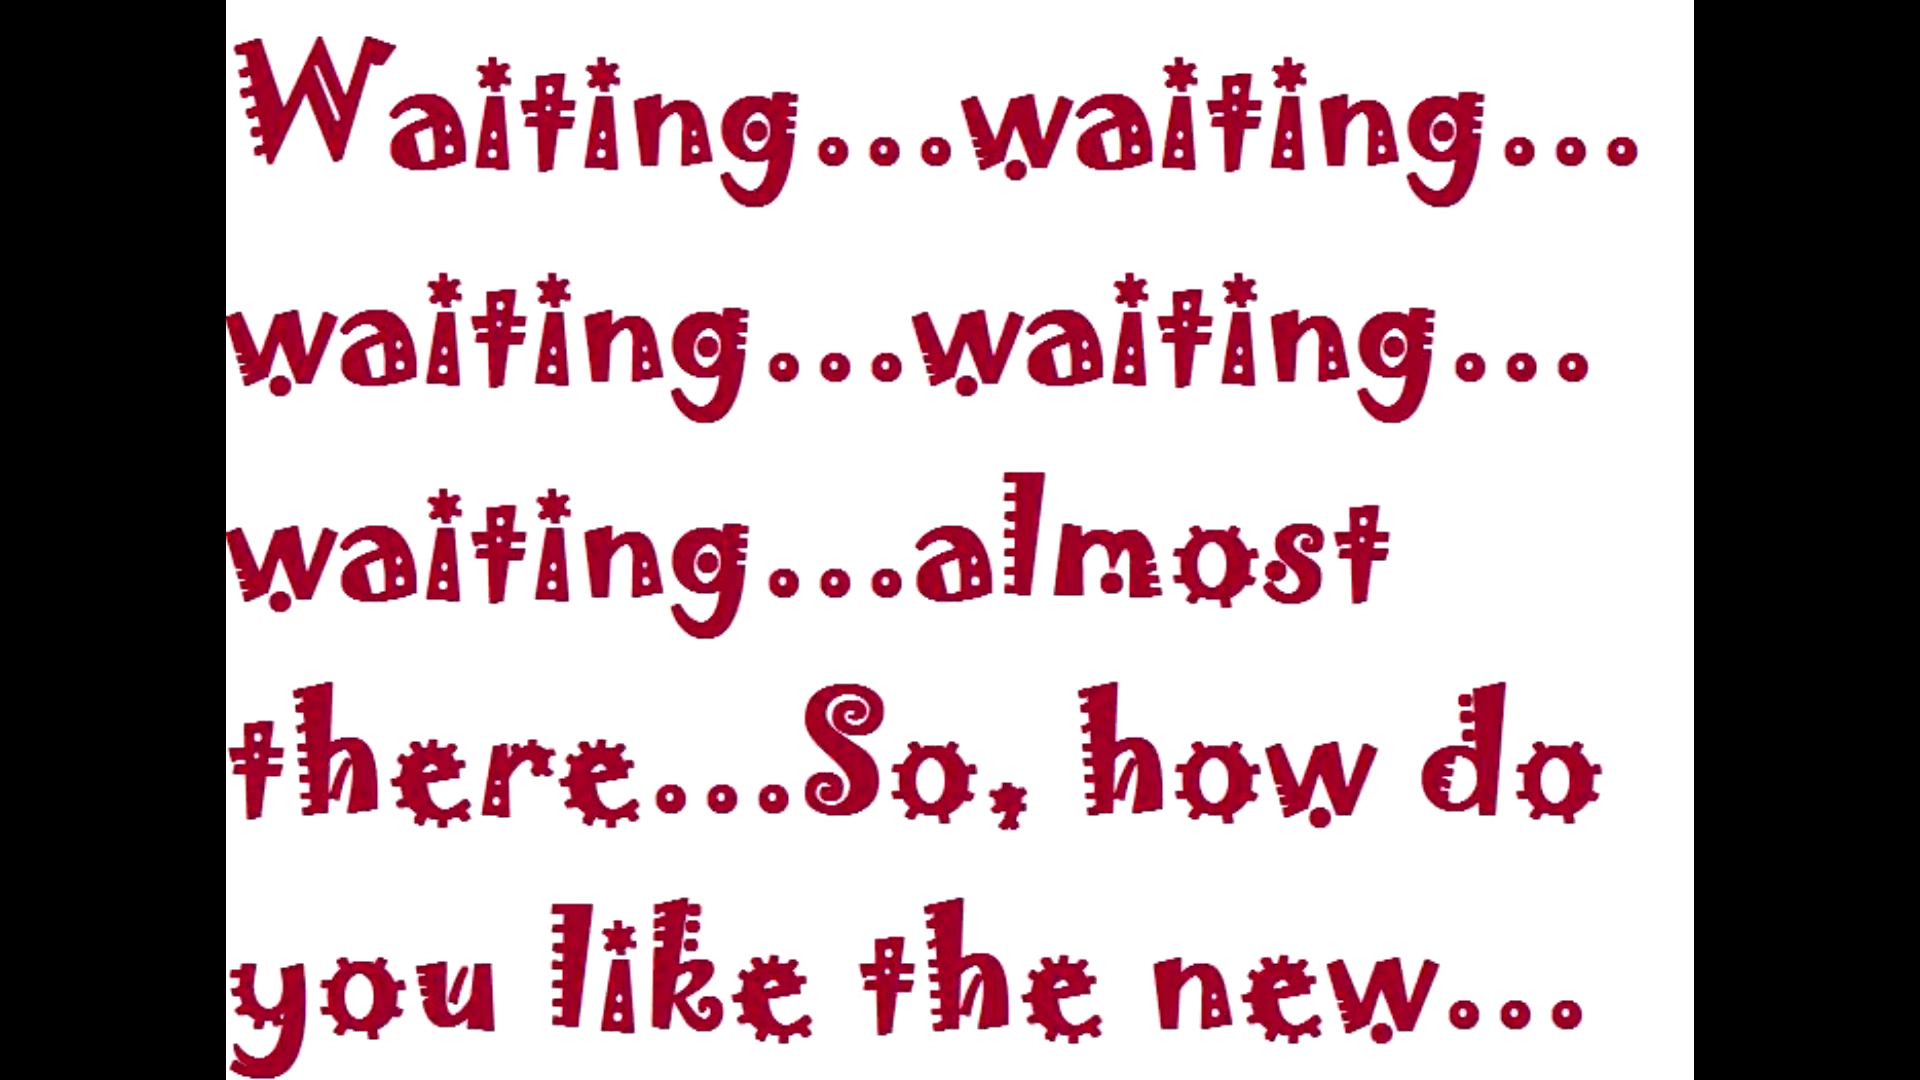 Waiting...waiting...
waiting...waiting...
waiting...almost
there...So, how do
you like the new...